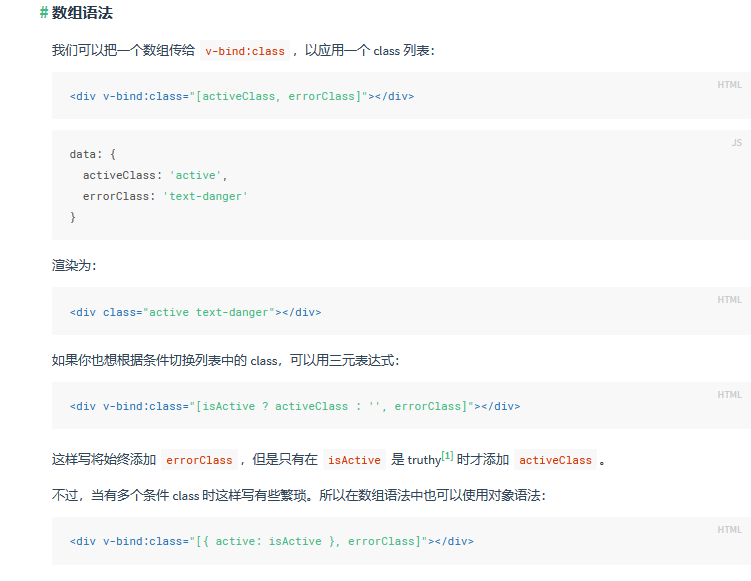 # 数组语法
我们可以把一个数组传给 v-bind:class ，以应用一个 class 列表：
HTML
<div v-bind:class="[activeClass, errorClass]"></div>
JS
data: {
  activeClass: 'active',
  errorClass: 'text-danger'
}
渲染为：
HTML
<div class="active text-danger"></div>
如果你也想根据条件切换列表中的 class，可以用三元表达式：
HTML
<div v-bind:class="[isActive ? activeClass : '', errorClass]"></div>
这样写将始终添加 errorClass ，但是只有在 isActive 是 truthy[1] 时才添加 activeClass 。
不过，当有多个条件 class 时这样写有些繁琐。所以在数组语法中也可以使用对象语法：
HTML
<div v-bind:class="[{ active: isActive }, errorClass]"></div>